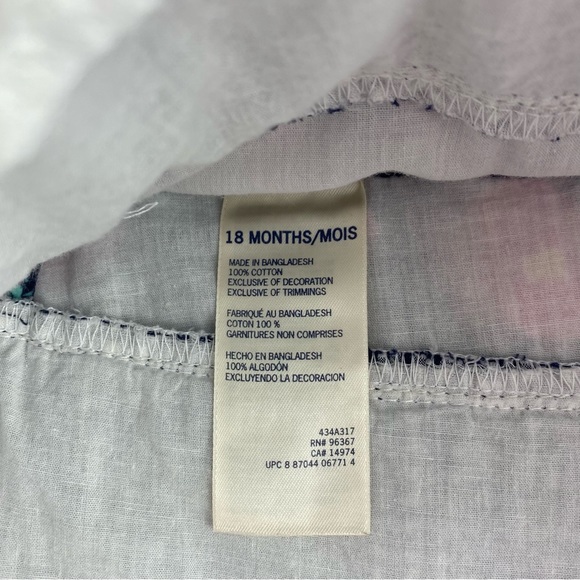 18 MONTHS/MOIS
MADE IN BANGLADESH
100% COTTON
EXCLUSIVE OF DECORATION
EXCLUSIVE OF TRIMMINGS
FABRIQUÉ AU BANGLADESH
COTON 100 %
GARNITURES NON COMPRISES
HECHO EN BANGLADESH
100% ALGODÓN
EXCLUYENDO LA DECORACION
434A317
RN# 96367
CA# 14974
UPC 8 87044 06771 4